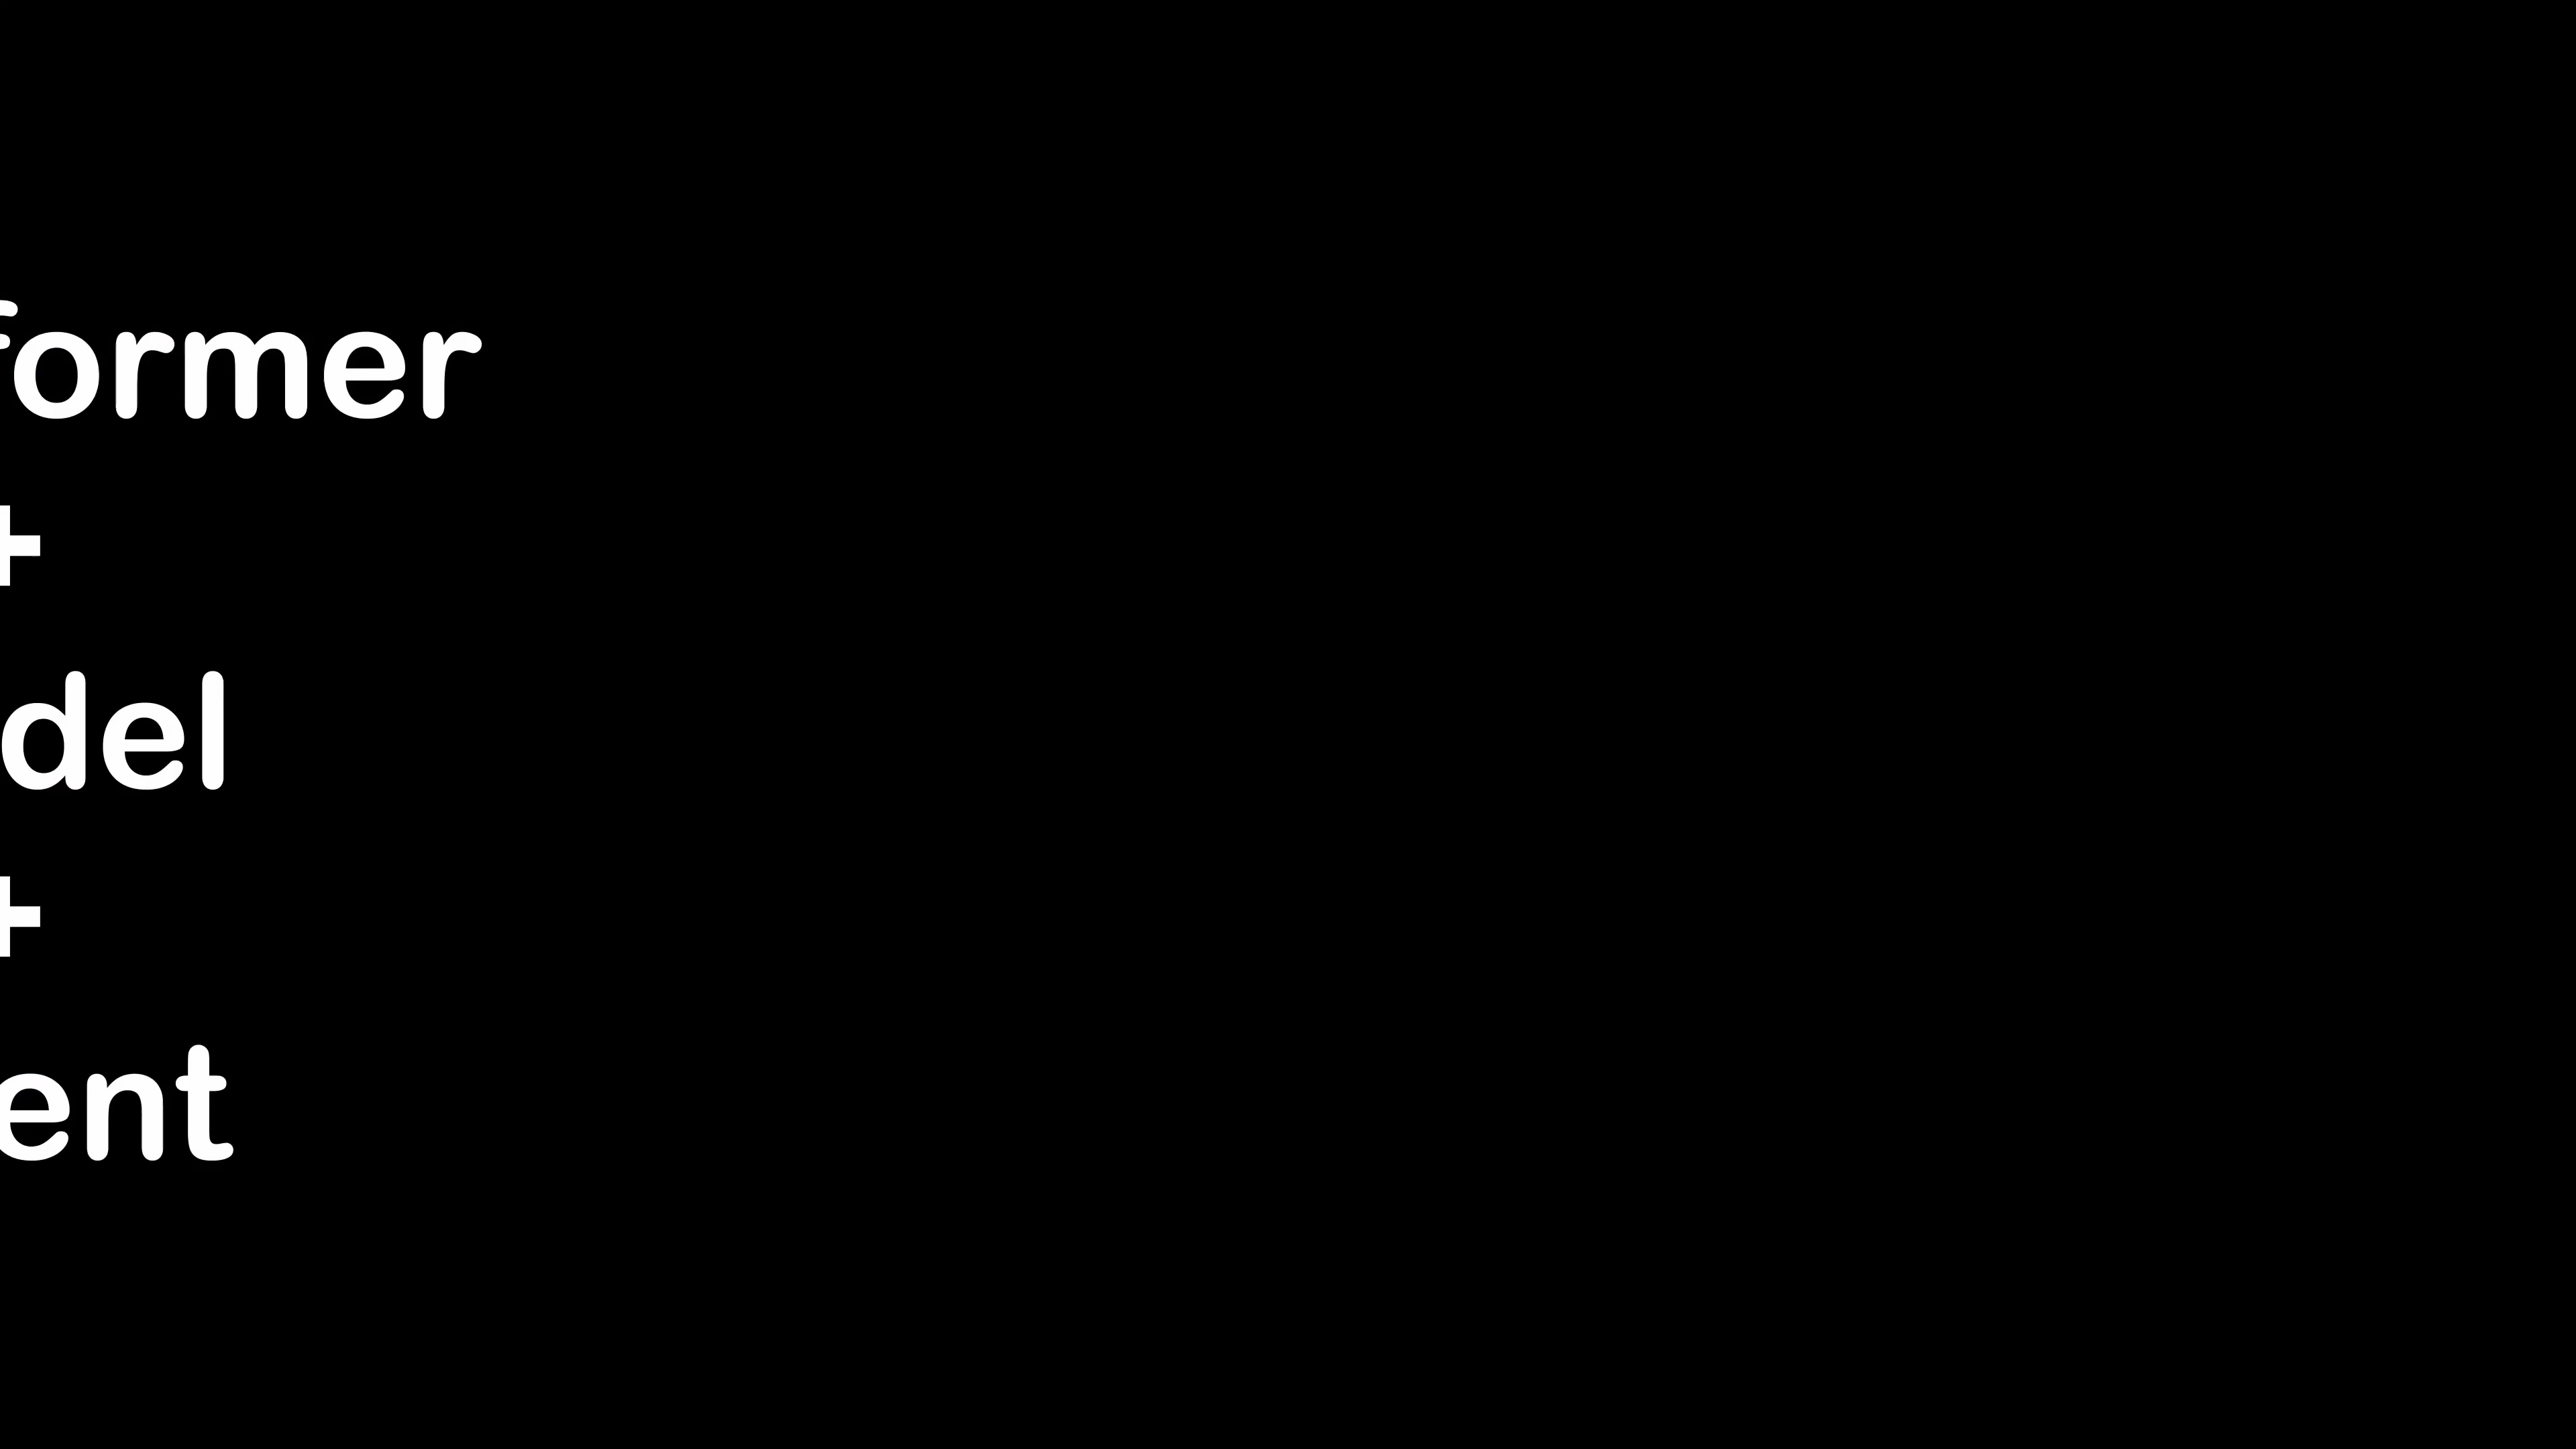 former
+
del
+
ent